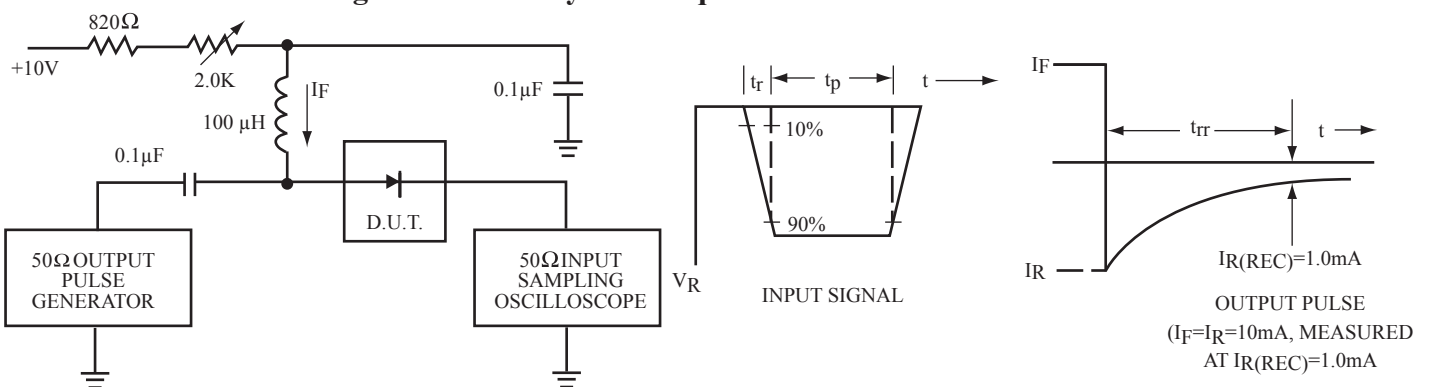 820Ω
+10V
2.0K
IF
100 µH
0.1µF
0.1µF
D.U.T.
50Ω OUTPUT
PULSE
GENERATOR
50Ω INPUT
SAMPLING
OSCILLOSCOPE
tr
tp
t
10%
90%
VR
INPUT SIGNAL
IF
trr
t
IR
IR(REC)=1.0mA
OUTPUT PULSE
(IF=IR=10mA, MEASURED
AT IR(REC)=1.0mA